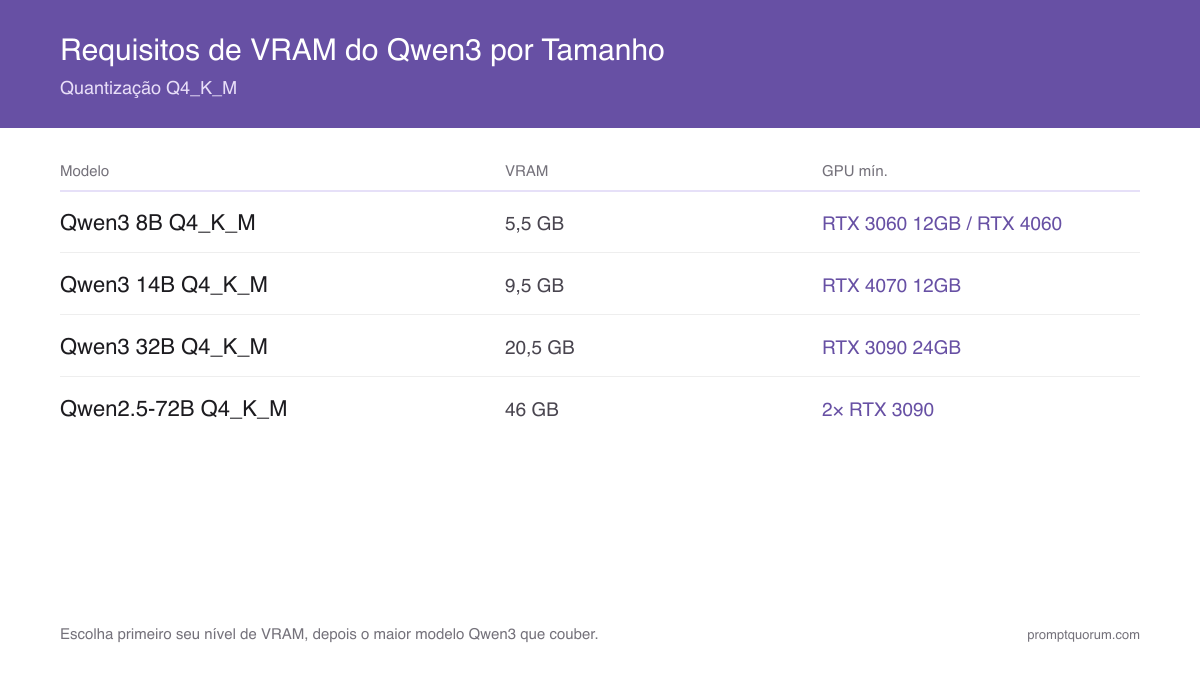 Requisitos de VRAM do Qwen3 por Tamanho
Quantização Q4_K_M
Modelo VRAM GPU mín.
Qwen3 8B Q4_K_M 5,5 GB RTX 3060 12GB / RTX 4060
Qwen3 14B Q4_K_M 9,5 GB RTX 4070 12GB
Qwen3 32B Q4_K_M 20,5 GB RTX 3090 24GB
Qwen2.5-72B Q4_K_M 46 GB 2× RTX 3090
Escolha primeiro seu nível de VRAM, depois o maior modelo Qwen3 que couber. promptquorum.com